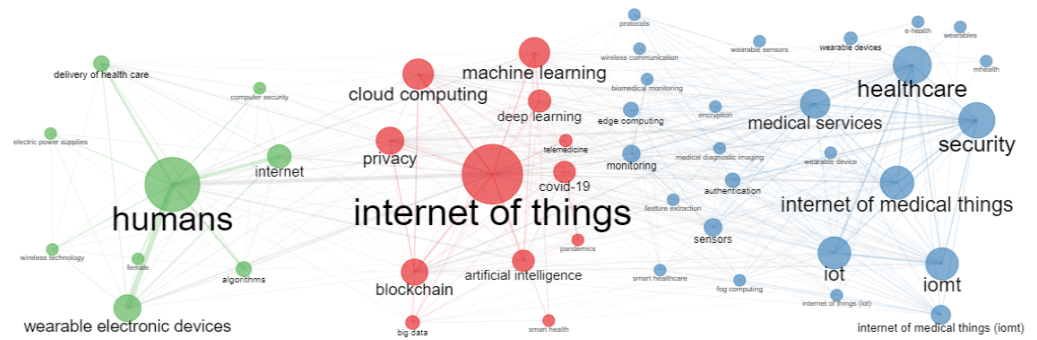 delivery of health care
computer security
electric power supplies
internet
humans
wireless technology
female
algorithms
wearable electronic devices
machine learning
cloud computing
deep learning
privacy
telemedicine
covid-19
internet of things
pandemics
artificial intelligence
blockchain
big data
smart health
protocols
wireless communication
biomedical monitoring
edge computing
monitoring
wearable sensors
wearable devices
e-health
wearables
mhealth
healthcare
encryption
medical services
security
medical diagnostic imaging
wearable device
authentication
internet of medical things
feature extraction
sensors
smart healthcare
fog computing
iot
iomt
internet of things (iot)
internet of medical things (iomt)